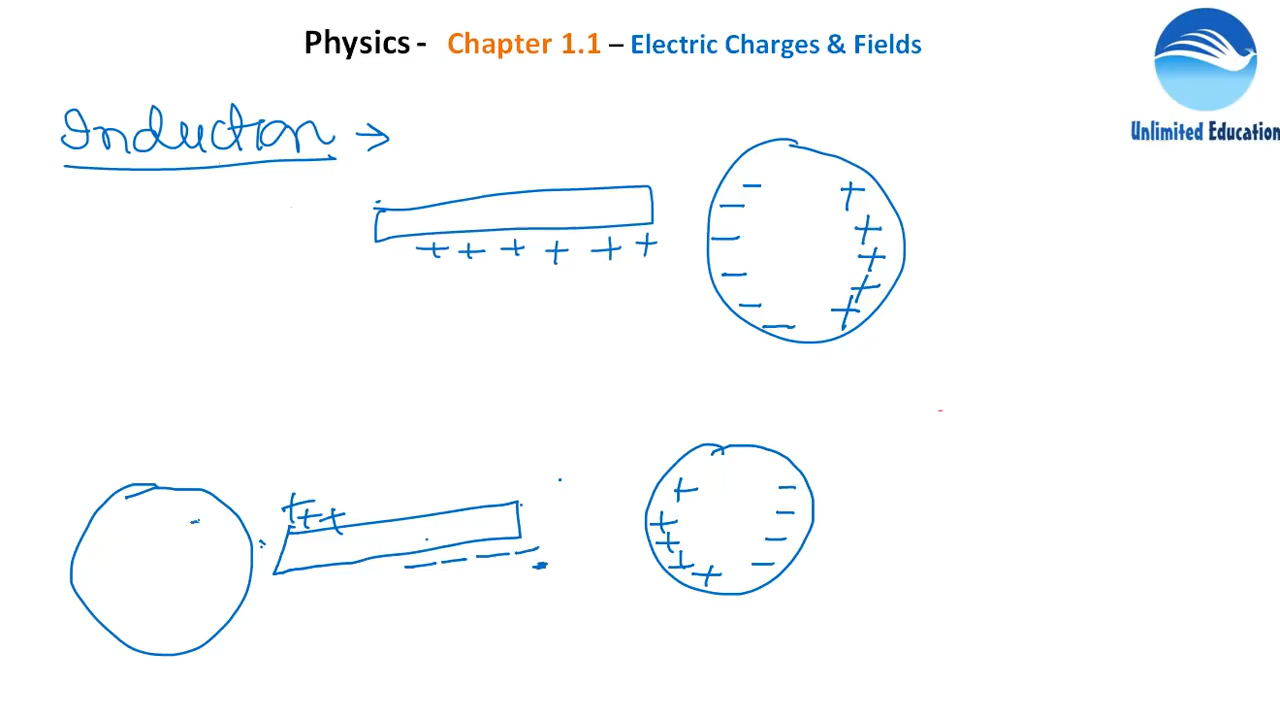 Physics - Chapter 1.1 – Electric Charges & Fields
Unlimited Education
Induction →
- +
- +
- +
+ + + + + +
- +
- +
-
+ -
+ + +
-
+ -
+ -
- - - -
+ -
+